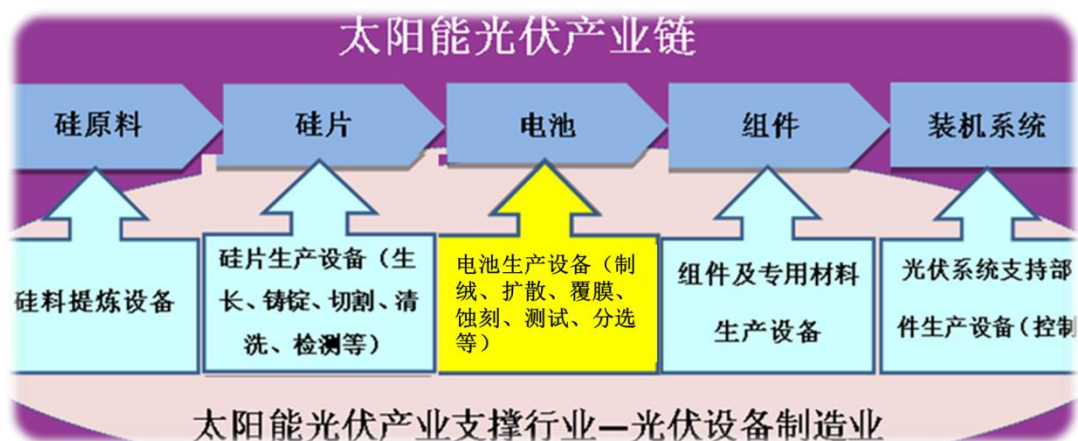 太阳能光伏产业链
硅原料
硅片
电池
组件
装机系统
硅料提炼设备
硅片生产设备（生
长、铸锭、切割、清
洗、检测等）
电池生产设备（制
绒、扩散、覆膜、
蚀刻、测试、分选
等）
组件及专用材料
生产设备
光伏系统支持部
件生产设备（控制
太阳能光伏产业支撑行业—光伏设备制造业